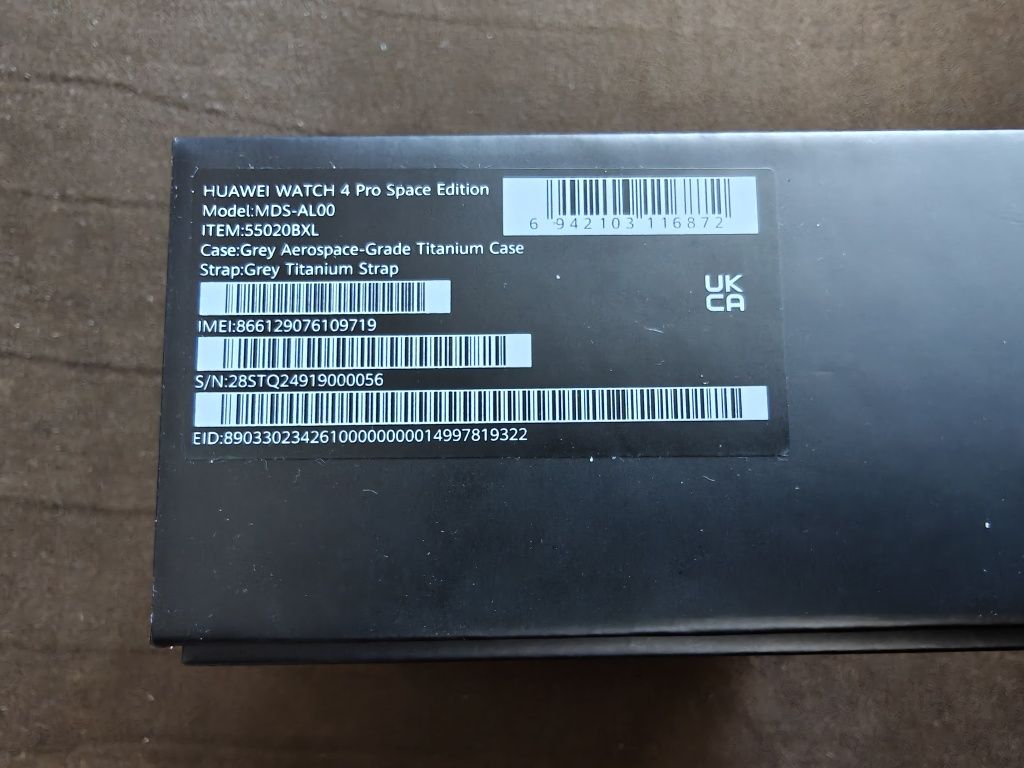 HUAWEI WATCH 4 Pro Space Edition
Model:MDS-AL00
ITEM:55020BXL
Case:Grey Aerospace-Grade Titanium Case
Strap:Grey Titanium Strap
6 942103 116872
UK
CA
IMEI:866129076109719
S/N:28STQ24919000056
EID:89033023426100000000014997819322